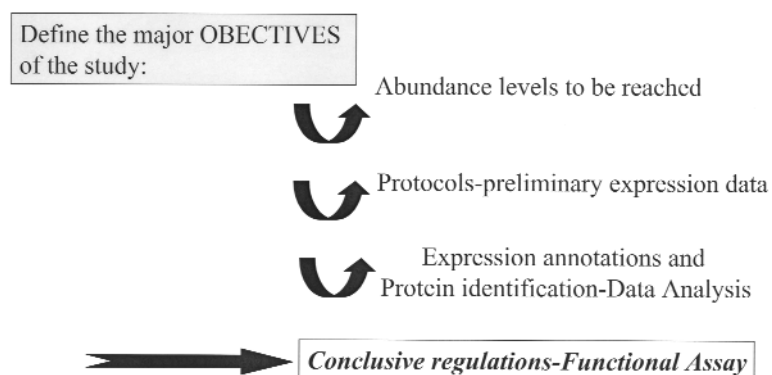 Define the major OBECTIVES
of the study:
Abundance levels to be reached
Protocols-preliminary expression data
Expression annotations and
Protein identification-Data Analysis
Conclusive regulations-Functional Assay